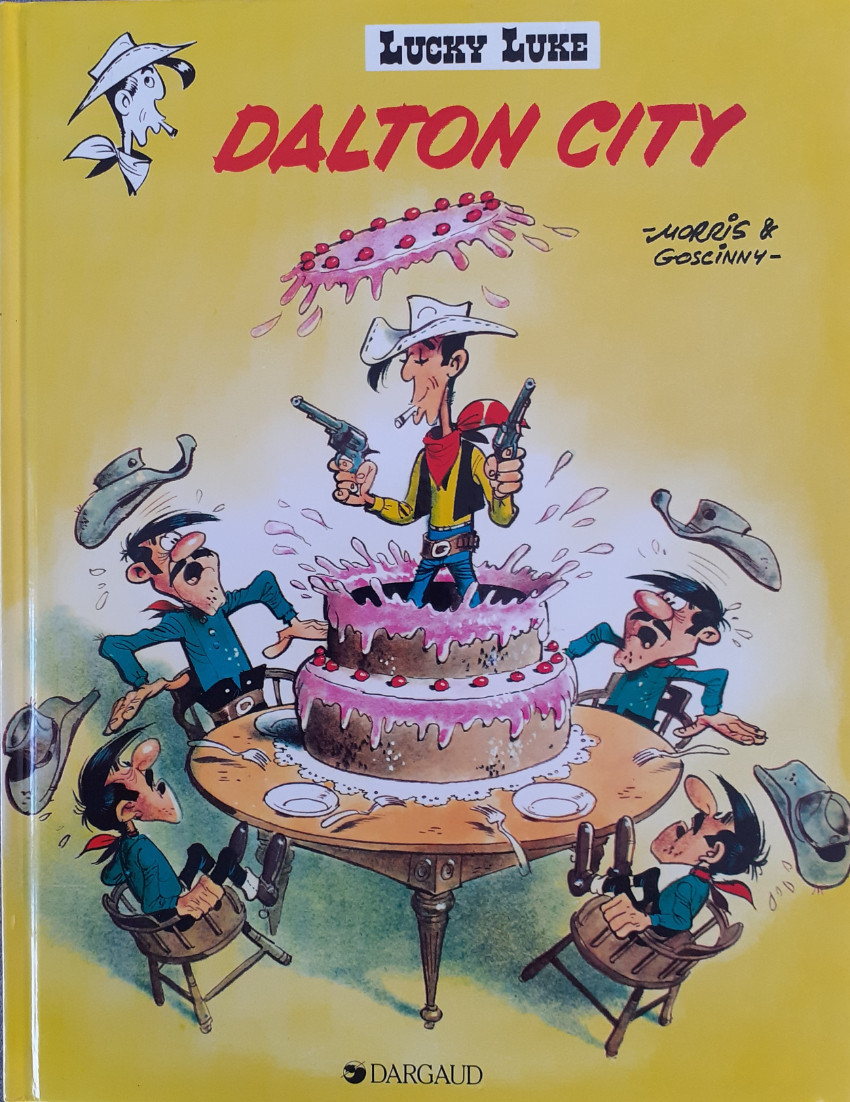 LUCKY LUKE
DALTON CITY
-MORRIS &
GOSCINNY-
DARGAUD